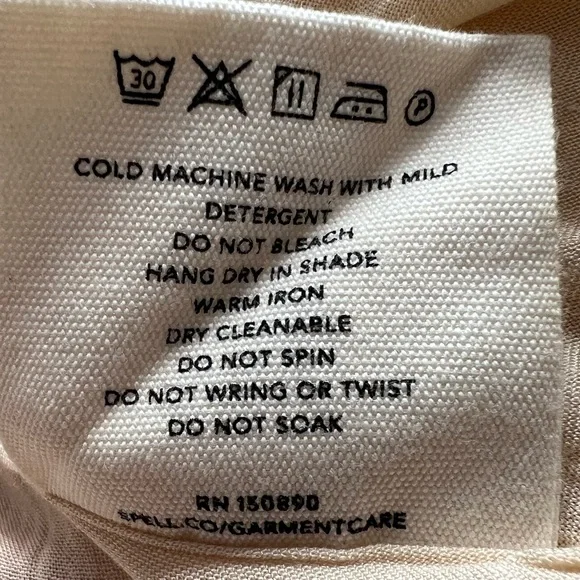 30 P
COLD MACHINE WASH WITH MILD
DETERGENT
DO NOT BLEACH
HANG DRY IN SHADE
WARM IRON
DRY CLEANABLE
DO NOT SPIN
DO NOT WRING OR TWIST
DO NOT SOAK
RN 150890
SPELL.CO/GARMENTCARE